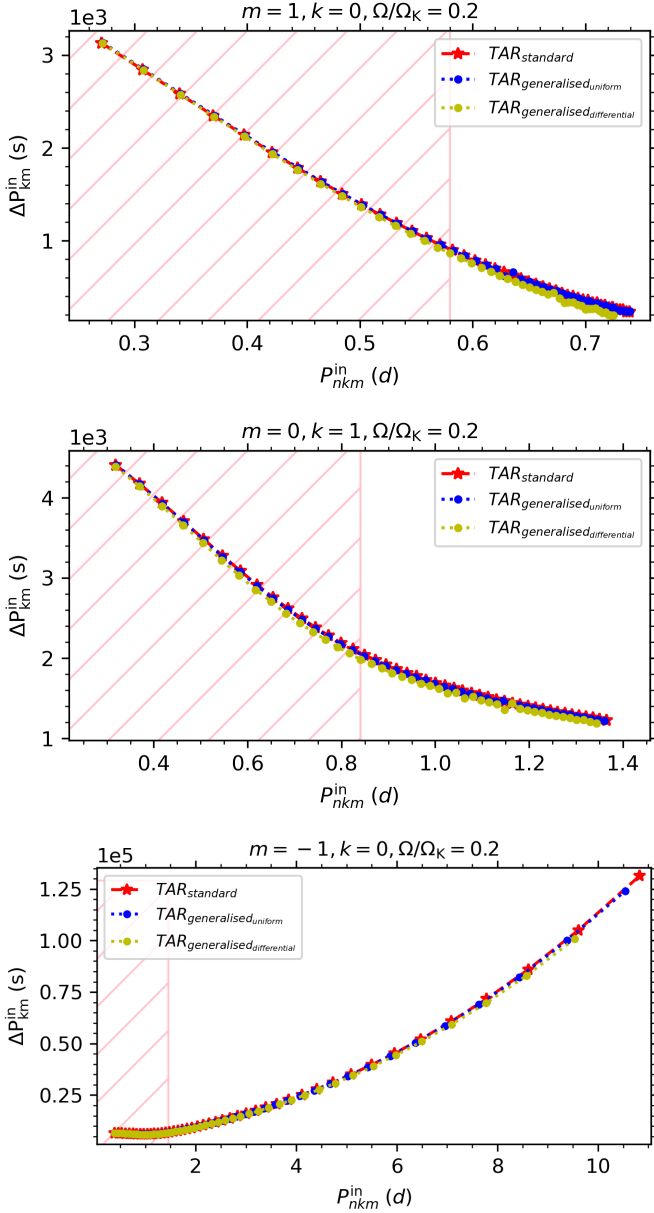 m = 1, k = 0, Ω/Ω_K = 0.2
1e3
3
2
1
ΔP^in_km (s)
TAR_standard
TAR_generalised_uniform
TAR_generalised_differential
0.3 0.4 0.5 0.6 0.7
P^in_nkm (d)
m = 0, k = 1, Ω/Ω_K = 0.2
1e3
4
3
2
1
ΔP^in_km (s)
TAR_standard
TAR_generalised_uniform
TAR_generalised_differential
0.4 0.6 0.8 1.0 1.2 1.4
P^in_nkm (d)
m = −1, k = 0, Ω/Ω_K = 0.2
1e5
1.25
1.00
0.75
0.50
0.25
ΔP^in_km (s)
TAR_standard
TAR_generalised_uniform
TAR_generalised_differential
2 4 6 8 10
P^in_nkm (d)